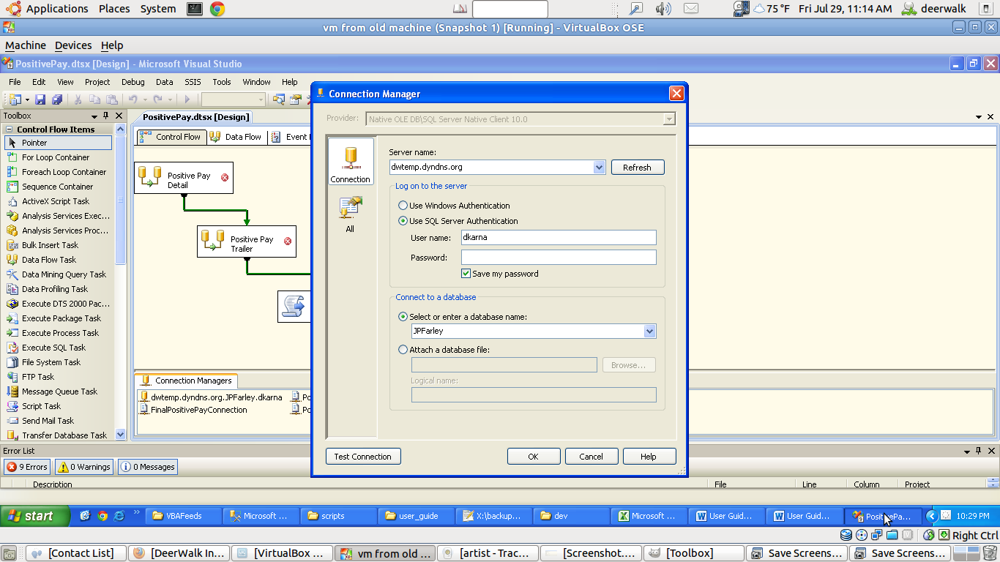 Applications Places System 75 °F Fri Jul 29, 11:14 AM deerwalk
vm from old machine (Snapshot 1) [Running] - VirtualBox OSE
Machine Devices Help
PositivePay.dtsx [Design] - Microsoft Visual Studio
File Edit View Project Debug Data SSIS Tools Window Help
Toolbox
Control Flow Items
Pointer
For Loop Container
Foreach Loop Container
Sequence Container
ActiveX Script Task
Analysis Services Exec...
Analysis Services Proc...
Bulk Insert Task
Data Flow Task
Data Mining Query Task
Data Profiling Task
Execute DTS 2000 Pac...
Execute Package Task
Execute Process Task
Execute SQL Task
File System Task
FTP Task
Message Queue Task
Script Task
Send Mail Task
Transfer Database Task
PositivePay.dtsx [Design]
Control Flow Data Flow Event
Positive Pay
Detail
Positive Pay
Trailer
Connection Managers
dwtemp.dyndns.org.JPFarley.dkarna Po
FinalPositivePayConnection Po
Connection Manager
Provider: Native OLE DB\SQL Server Native Client 10.0
Connection
All
Server name:
dwtemp.dyndns.org Refresh
Log on to the server
Use Windows Authentication
Use SQL Server Authentication
User name: dkarna
Password:
Save my password
Connect to a database
Select or enter a database name:
JPFarley
Attach a database file:
Browse...
Logical name:
Test Connection OK Cancel Help
Error List
9 Errors 0 Warnings 0 Messages
Description File Line Column Project
start VBAFeeds Microsoft ... scripts user_guide X:\backup... dev Microsoft ... User Guid... User Guid... PositivePa... 10:29 PM
Right Ctrl
[Contact List] [DeerWalk In... [VirtualBox ... vm from old ... [artist - Trac... [Screenshot.... [Toolbox] Save Screens... Save Screens...